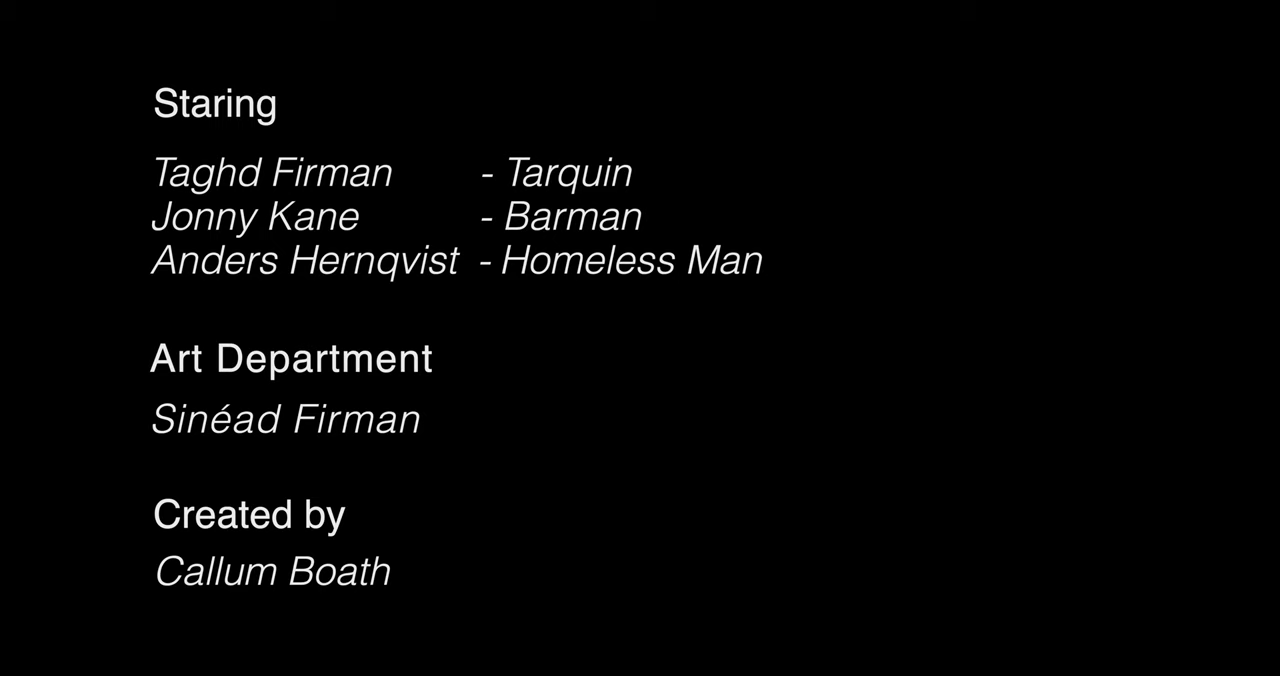 Staring
Taghd Firman - Tarquin
Jonny Kane - Barman
Anders Hernqvist - Homeless Man
Art Department
Sinéad Firman
Created by
Callum Boath